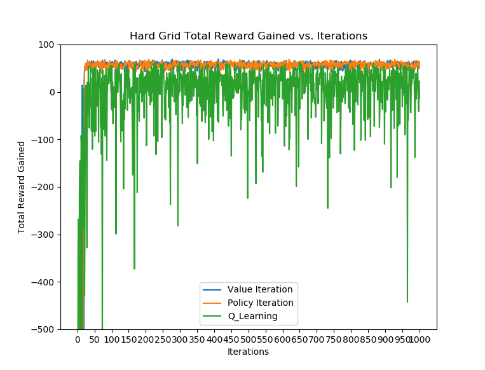 Hard Grid Total Reward Gained vs. Iterations
Total Reward Gained
100
0
−100
−200
−300
−400
−500
Value Iteration
Policy Iteration
Q_Learning
0 50 100 150 200 250 300 350 400 450 500 550 600 650 700 750 800 850 900 950 1000
Iterations